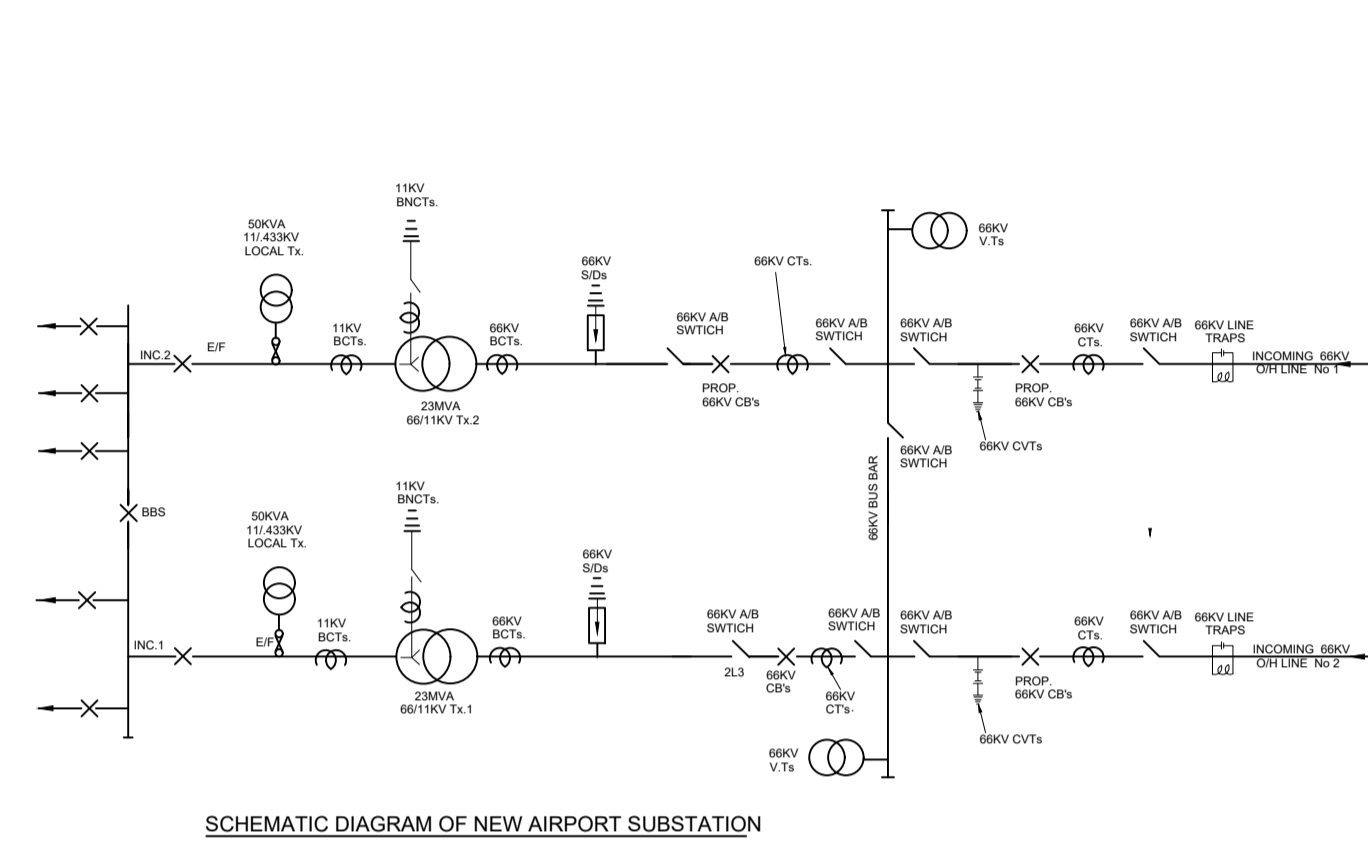 11KV
BNCTs.
50KVA
11/.433KV
LOCAL Tx.
66KV
V.Ts
66KV
S/Ds
66KV CTs.
66KV A/B
SWTICH
66KV A/B
SWTICH
66KV A/B
SWTICH
66KV
CTs.
66KV A/B
SWTICH
66KV LINE
TRAPS
11KV
BCTs.
66KV
BCTs.
E/F
INC.2
INCOMING 66KV
O/H LINE No 1
PROP.
66KV CB's
PROP.
66KV CB's
23MVA
66/11KV Tx.2
66KV CVTs
66KV A/B
SWTICH
66KV BUS BAR
11KV
BNCTs.
BBS
50KVA
11/.433KV
LOCAL Tx.
66KV
S/Ds
66KV A/B
SWTICH
66KV A/B
SWTICH
66KV A/B
SWTICH
66KV
CTs.
66KV A/B
SWTICH
66KV LINE
TRAPS
11KV
BCTs.
66KV
BCTs.
E/F
INC.1
INCOMING 66KV
O/H LINE No 2
2L3
66KV
CB's
PROP.
66KV CB's
23MVA
66/11KV Tx.1
66KV
CT's.
66KV CVTs
66KV
V.Ts
SCHEMATIC DIAGRAM OF NEW AIRPORT SUBSTATION